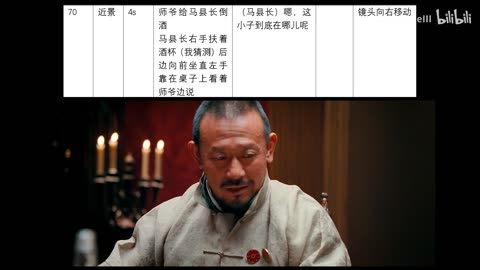 70
近景
4s
师爷给马县长倒
酒
马县长右手扶着
酒杯（我猜测）后
边向前坐直左手
靠在桌子上看着
师爷边说
（马县长）嗯，这
小子到底在哪儿呢
镜头向右移动
elll bilibili